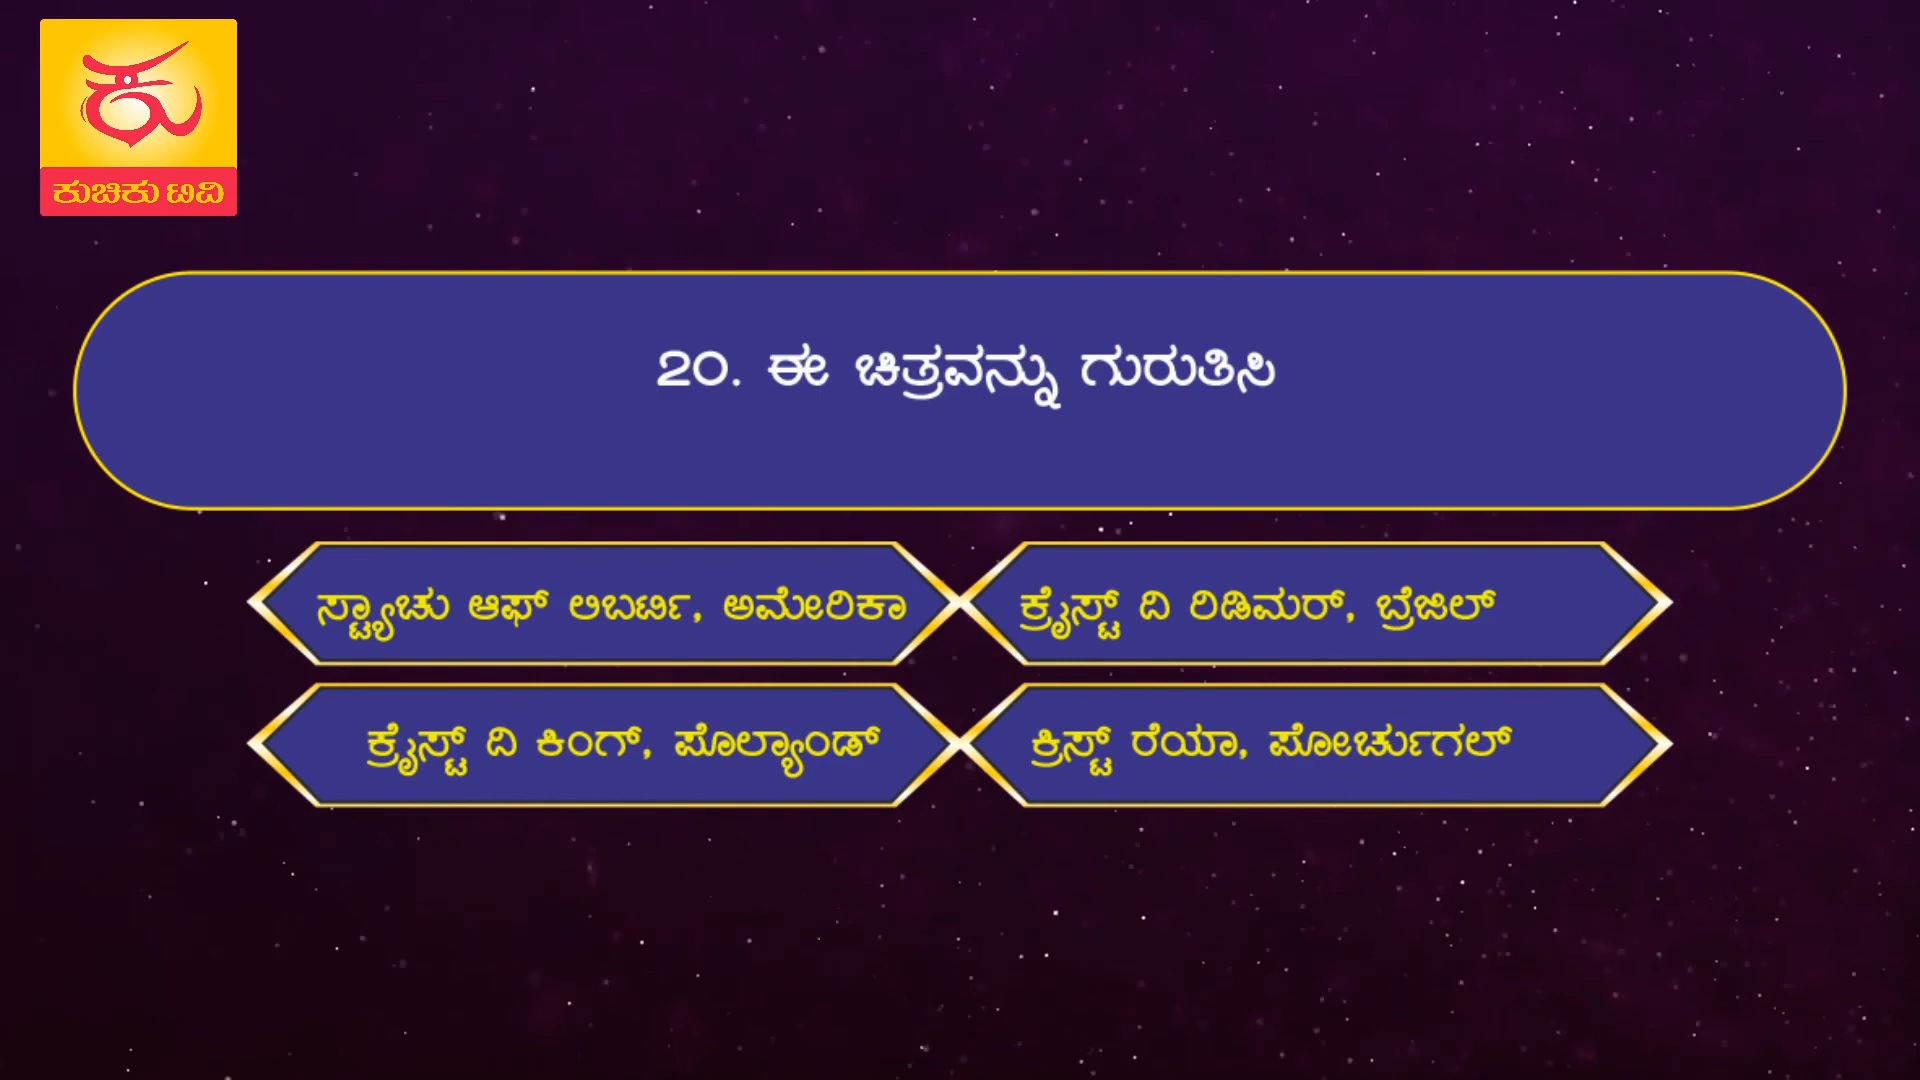 ಕು
ಕುಚಿಕು ಟಿವಿ
20. ಈ ಚಿತ್ರವನ್ನು ಗುರುತಿಸಿ
ಸ್ಟ್ಯಾಚು ಆಫ್ ಲಿಬರ್ಟಿ, ಅಮೇರಿಕಾ
ಕ್ರೈಸ್ಟ್ ದಿ ರಿಡಿಮರ್, ಬ್ರೆಜಿಲ್
ಕ್ರೈಸ್ಟ್ ದಿ ಕಿಂಗ್, ಪೊಲ್ಯಾಂಡ್
ಕ್ರಿಸ್ಟ್ ರೆಯಾ, ಪೋರ್ಚುಗಲ್